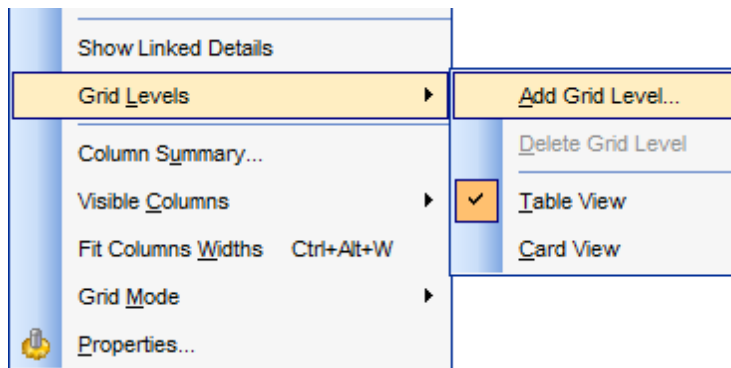 Show Linked Details
Grid Levels
Column Summary...
Visible Columns
Fit Columns Widths Ctrl+Alt+W
Grid Mode
Properties...
Add Grid Level...
Delete Grid Level
Table View
Card View